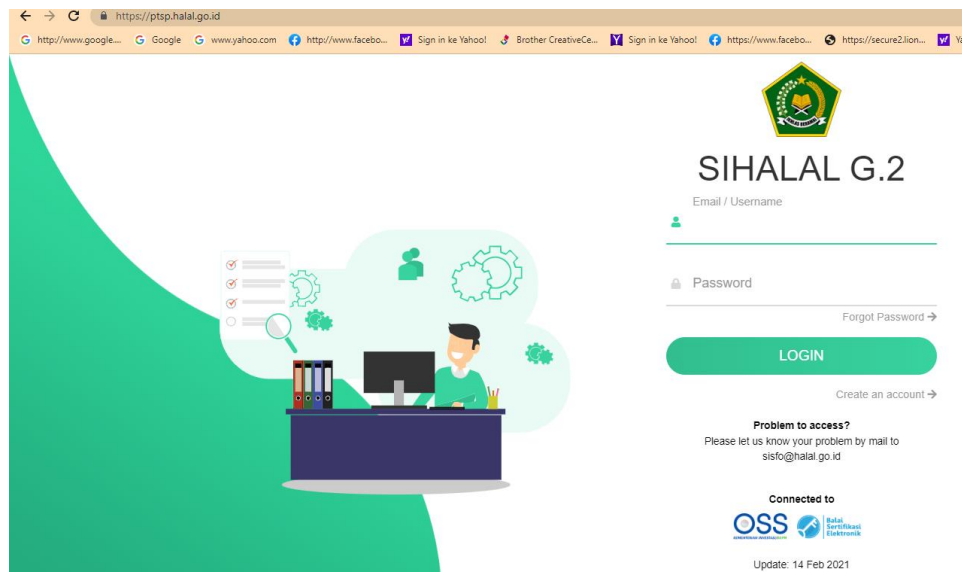 https://ptsp.halal.go.id
http://www.google.... Google www.yahoo.com http://www.facebo... Sign in ke Yahoo! Brother CreativeCe... Sign in ke Yahoo! https://www.facebo... https://secure2.lion... Ya
SIHALAL G.2
Email / Username
Password
Forgot Password
LOGIN
Create an account
Problem to access?
Please let us know your problem by mail to
sisfo@halal.go.id
Connected to
OSS Balai
Sertifikasi
Elektronik
Update: 14 Feb 2021